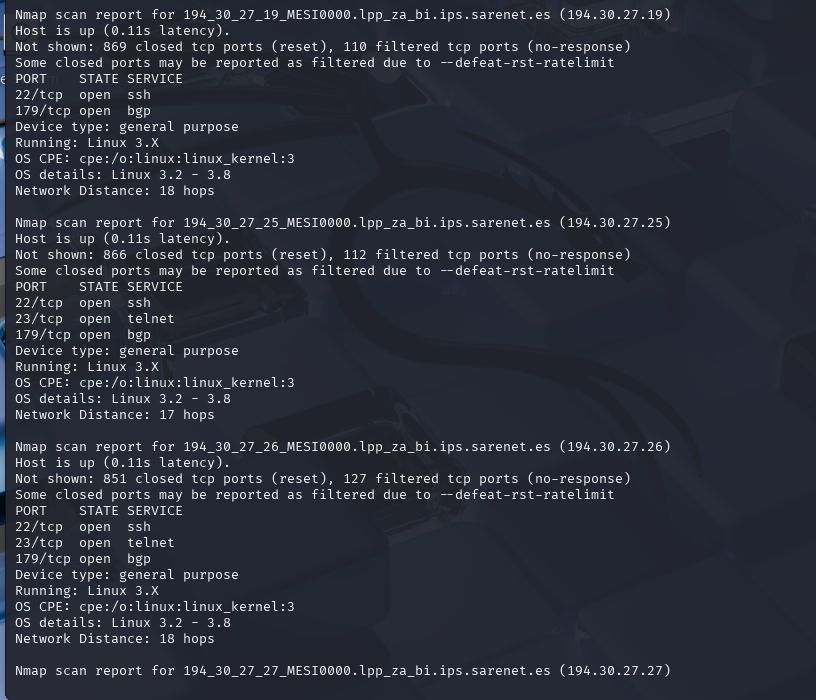 Nmap scan report for 194_30_27_19_MESI0000.lpp_za_bi.ips.sarenet.es (194.30.27.19)
Host is up (0.11s latency).
Not shown: 869 closed tcp ports (reset), 110 filtered tcp ports (no-response)
Some closed ports may be reported as filtered due to --defeat-rst-ratelimit
PORT    STATE SERVICE
22/tcp  open  ssh
179/tcp open  bgp
Device type: general purpose
Running: Linux 3.X
OS CPE: cpe:/o:linux:linux_kernel:3
OS details: Linux 3.2 - 3.8
Network Distance: 18 hops

Nmap scan report for 194_30_27_25_MESI0000.lpp_za_bi.ips.sarenet.es (194.30.27.25)
Host is up (0.11s latency).
Not shown: 866 closed tcp ports (reset), 112 filtered tcp ports (no-response)
Some closed ports may be reported as filtered due to --defeat-rst-ratelimit
PORT    STATE SERVICE
22/tcp  open  ssh
23/tcp  open  telnet
179/tcp open  bgp
Device type: general purpose
Running: Linux 3.X
OS CPE: cpe:/o:linux:linux_kernel:3
OS details: Linux 3.2 - 3.8
Network Distance: 17 hops

Nmap scan report for 194_30_27_26_MESI0000.lpp_za_bi.ips.sarenet.es (194.30.27.26)
Host is up (0.11s latency).
Not shown: 851 closed tcp ports (reset), 127 filtered tcp ports (no-response)
Some closed ports may be reported as filtered due to --defeat-rst-ratelimit
PORT    STATE SERVICE
22/tcp  open  ssh
23/tcp  open  telnet
179/tcp open  bgp
Device type: general purpose
Running: Linux 3.X
OS CPE: cpe:/o:linux:linux_kernel:3
OS details: Linux 3.2 - 3.8
Network Distance: 18 hops

Nmap scan report for 194_30_27_27_MESI0000.lpp_za_bi.ips.sarenet.es (194.30.27.27)